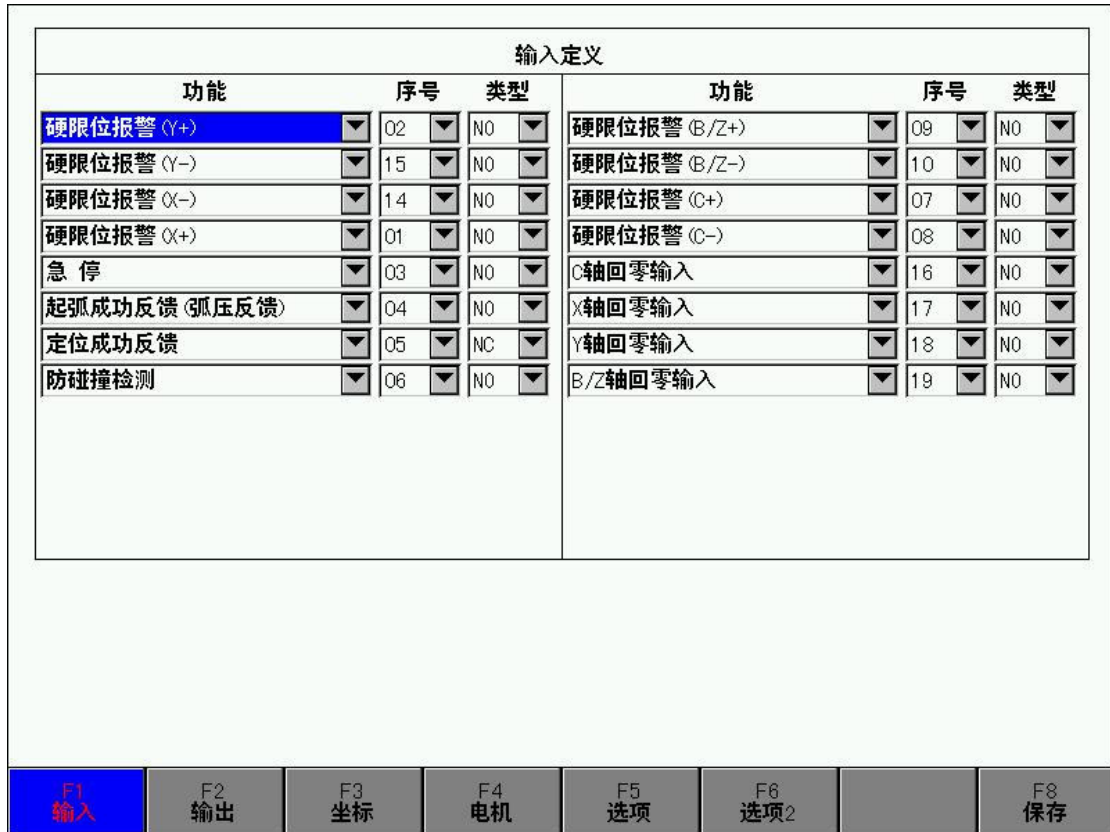 输入定义
功能 序号 类型 功能 序号 类型
硬限位报警(Y+) 02 NO 硬限位报警(B/Z+) 09 NO
硬限位报警(Y-) 15 NO 硬限位报警(B/Z-) 10 NO
硬限位报警(X-) 14 NO 硬限位报警(C+) 07 NO
硬限位报警(X+) 01 NO 硬限位报警(C-) 08 NO
急 停 03 NO C轴回零输入 16 NO
起弧成功反馈(弧压反馈) 04 NO X轴回零输入 17 NO
定位成功反馈 05 NC Y轴回零输入 18 NO
防碰撞检测 06 NO B/Z轴回零输入 19 NO
F1 F2 F3 F4 F5 F6 F8
输入 输出 坐标 电机 选项 选项2 保存